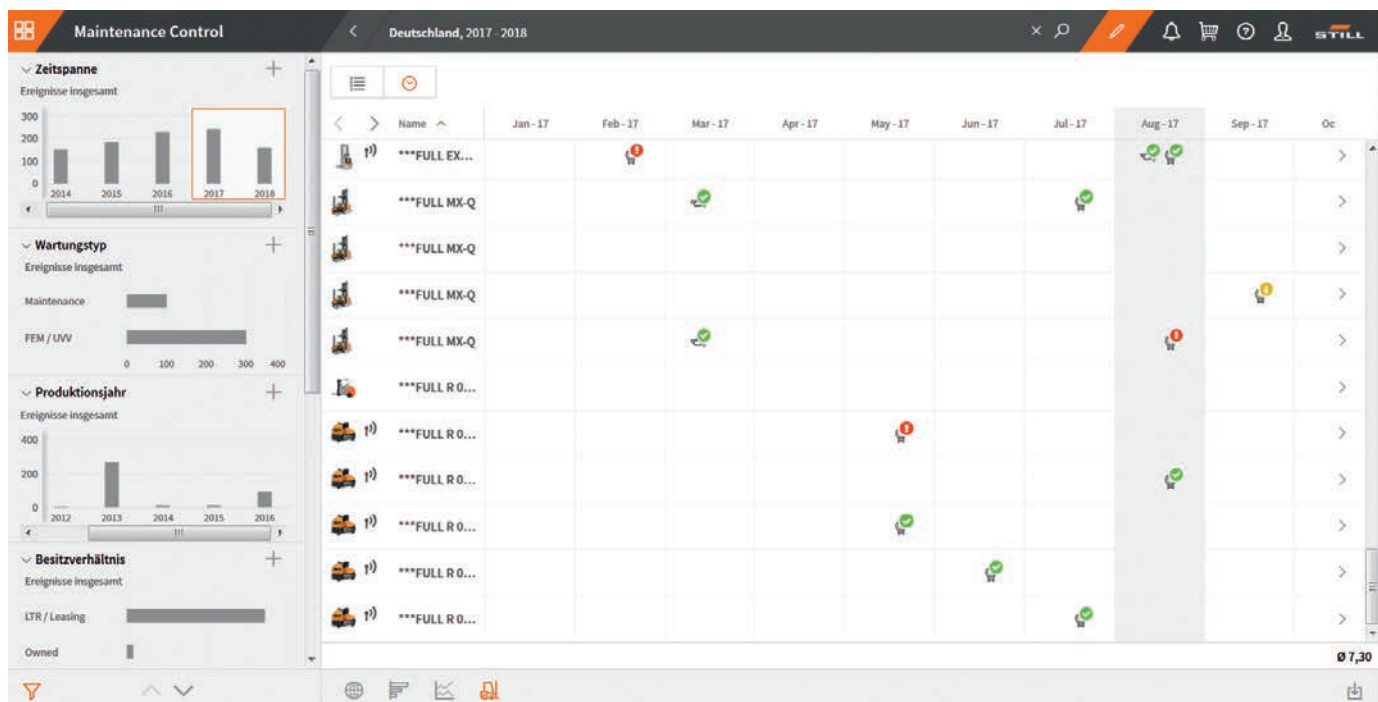 Maintenance Control
Deutschland, 2017 - 2018
STILL
Zeitspanne
Ereignisse insgesamt
300
200
100
0
2014 2015 2016 2017 2018
Wartungstyp
Ereignisse insgesamt
Maintenance
FEM / UVV
0 100 200 300 400
Produktionsjahr
Ereignisse insgesamt
400
200
0
2012 2013 2014 2015 2016
Besitzverhältnis
Ereignisse insgesamt
LTR / Leasing
Owned
Name Jan - 17 Feb - 17 Mar - 17 Apr - 17 May - 17 Jun - 17 Jul - 17 Aug - 17 Sep - 17 Oc
***FULL EX...
***FULL MX-Q
***FULL MX-Q
***FULL MX-Q
***FULL MX-Q
***FULL R 0...
***FULL R 0...
***FULL R 0...
***FULL R 0...
***FULL R 0...
***FULL R 0...
Ø 7,30